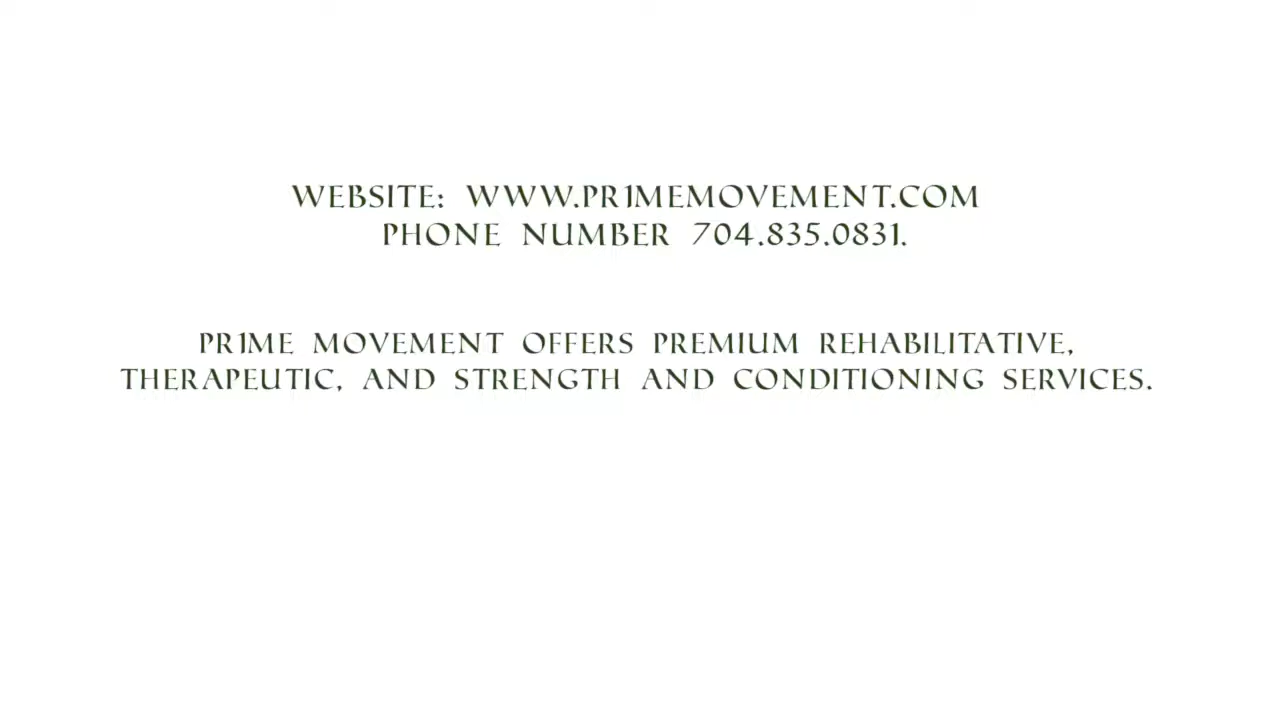 WEBSITE: WWW.PR1MEMOVEMENT.COM
PHONE NUMBER 704.835.0831.
PR1ME MOVEMENT OFFERS PREMIUM REHABILITATIVE,
THERAPEUTIC, AND STRENGTH AND CONDITIONING SERVICES.